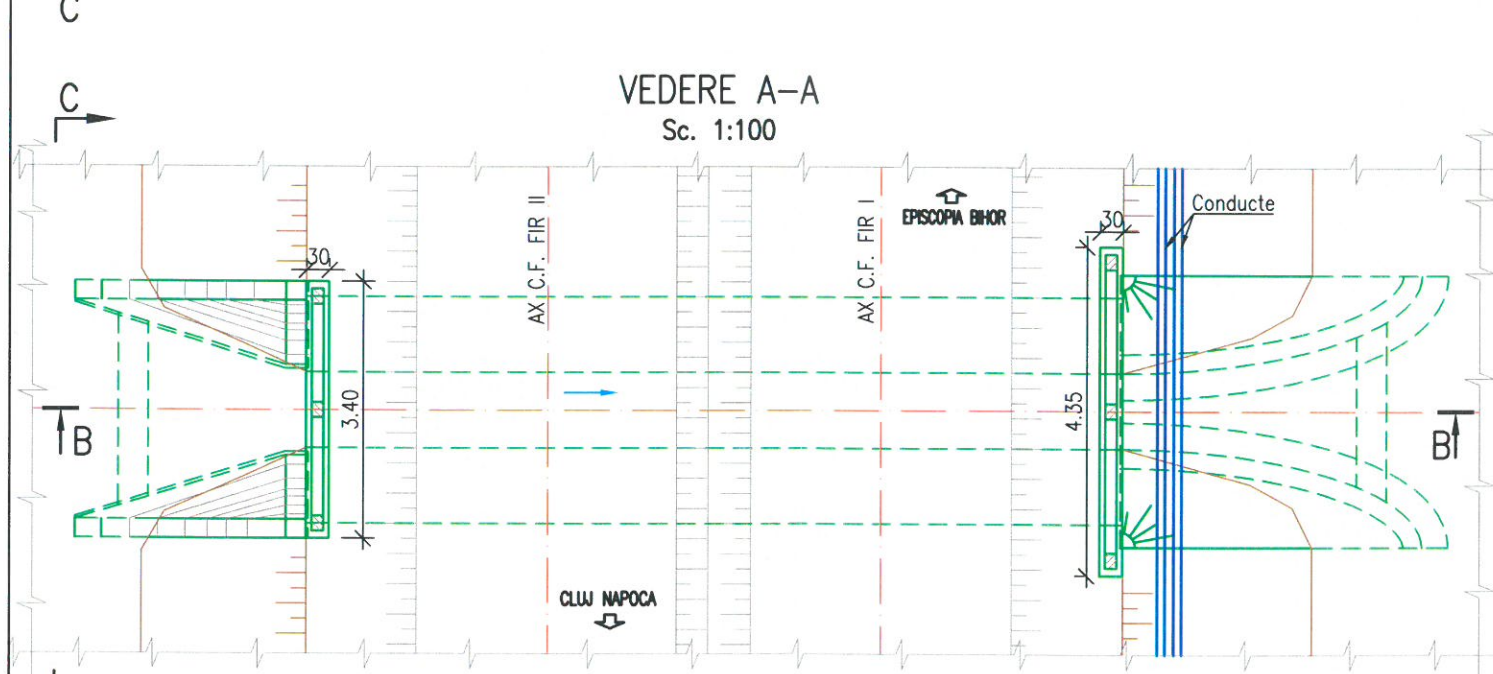 C
C
VEDERE A–A
Sc. 1:100
EPISCOPIA BIHOR
Conducte
30
30
AX C.F. FIR II
AX C.F. FIR I
3.40
4.35
B
B
CLUJ NAPOCA